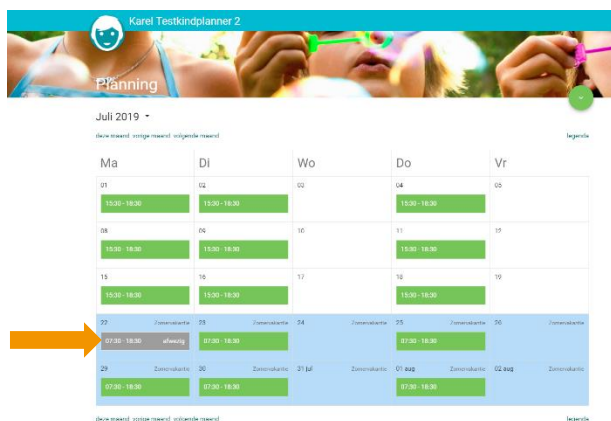 Karel Testkindplanner 2
Planning
Juli 2019
deze maand vorige maand volgende maand legenda
Ma Di Wo Do Vr
01 02 03 04 05
15:30 - 18:30 15:30 - 18:30 15:30 - 18:30
08 09 10 11 12
15:30 - 18:30 15:30 - 18:30 15:30 - 18:30
15 16 17 18 19
15:30 - 18:30 15:30 - 18:30 15:30 - 18:30
22 Zomervakantie 23 Zomervakantie 24 Zomervakantie 25 Zomervakantie 26 Zomervakantie
07:30 - 18:30 afwezig 07:30 - 18:30 07:30 - 18:30
29 Zomervakantie 30 Zomervakantie 31 jul Zomervakantie 01 aug Zomervakantie 02 aug Zomervakantie
07:30 - 18:30 07:30 - 18:30 07:30 - 18:30
deze maand vorige maand volgende maand legenda